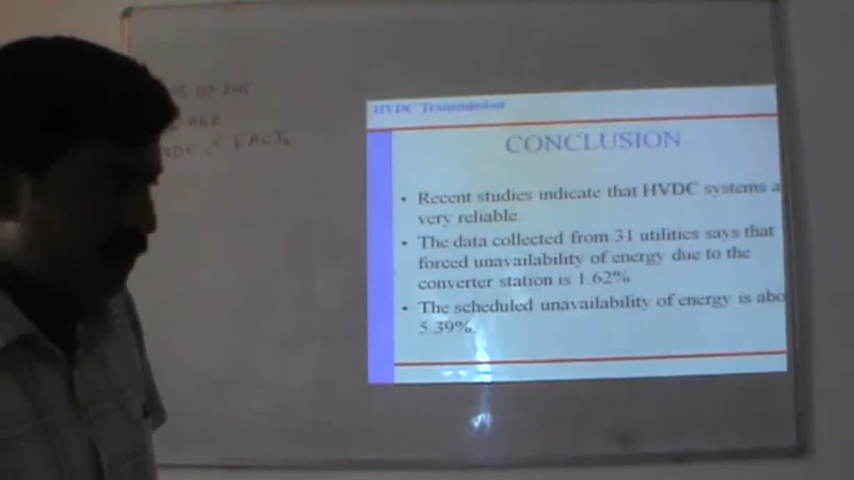 HVDC Transmission
CONCLUSION
• Recent studies indicate that HVDC systems a
very reliable.
• The data collected from 31 utilities says that
forced unavailability of energy due to the
converter station is 1.62%.
• The scheduled unavailability of energy is abo
5.39%.